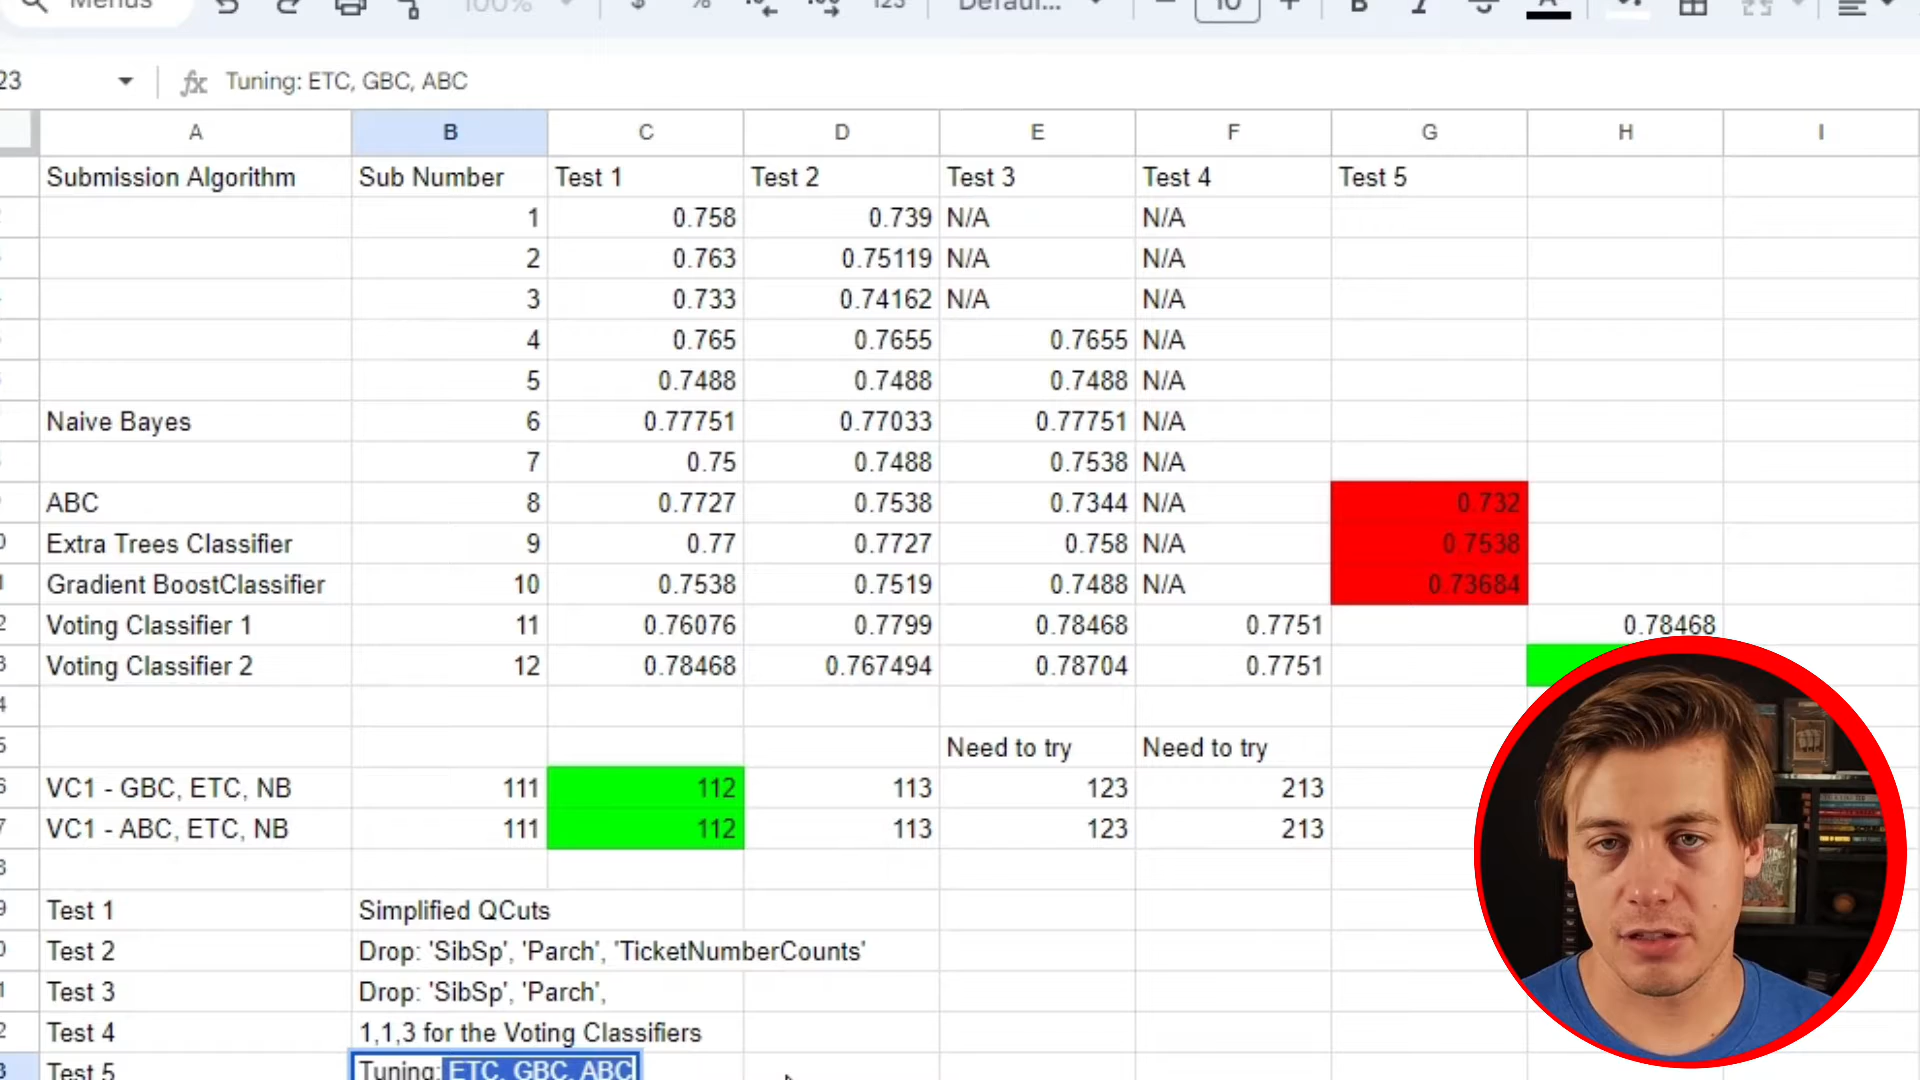 Menus 100% $ % 123 Defaul... 10 B I A
23 fx Tuning: ETC, GBC, ABC
A B C D E F G H I
Submission Algorithm Sub Number Test 1 Test 2 Test 3 Test 4 Test 5
1 0.758 0.739 N/A N/A
2 0.763 0.75119 N/A N/A
3 0.733 0.74162 N/A N/A
4 0.765 0.7655 0.7655 N/A
5 0.7488 0.7488 0.7488 N/A
Naive Bayes 6 0.77751 0.77033 0.77751 N/A
7 0.75 0.7488 0.7538 N/A
ABC 8 0.7727 0.7538 0.7344 N/A 0.732
Extra Trees Classifier 9 0.77 0.7727 0.758 N/A 0.7538
Gradient BoostClassifier 10 0.7538 0.7519 0.7488 N/A 0.73684
Voting Classifier 1 11 0.76076 0.7799 0.78468 0.7751 0.78468
Voting Classifier 2 12 0.78468 0.767494 0.78704 0.7751
Need to try Need to try
VC1 - GBC, ETC, NB 111 112 113 123 213
VC1 - ABC, ETC, NB 111 112 113 123 213
Test 1 Simplified QCuts
Test 2 Drop: 'SibSp', 'Parch', 'TicketNumberCounts'
Test 3 Drop: 'SibSp', 'Parch',
Test 4 1,1,3 for the Voting Classifiers
Test 5 Tuning: ETC, GBC, ABC